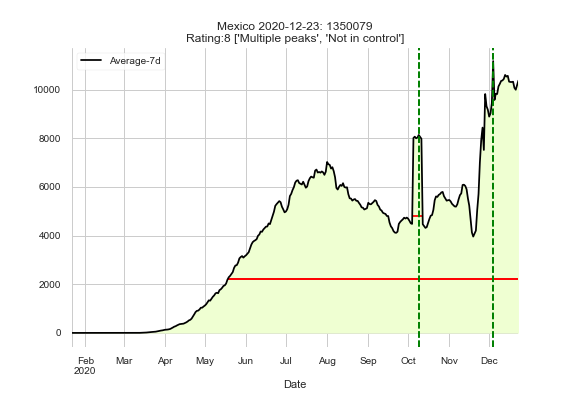 Mexico 2020-12-23: 1350079
Rating:8 ['Multiple peaks', 'Not in control']
Average-7d
10000
8000
6000
4000
2000
0
Feb Mar Apr May Jun Jul Aug Sep Oct Nov Dec
2020
Date